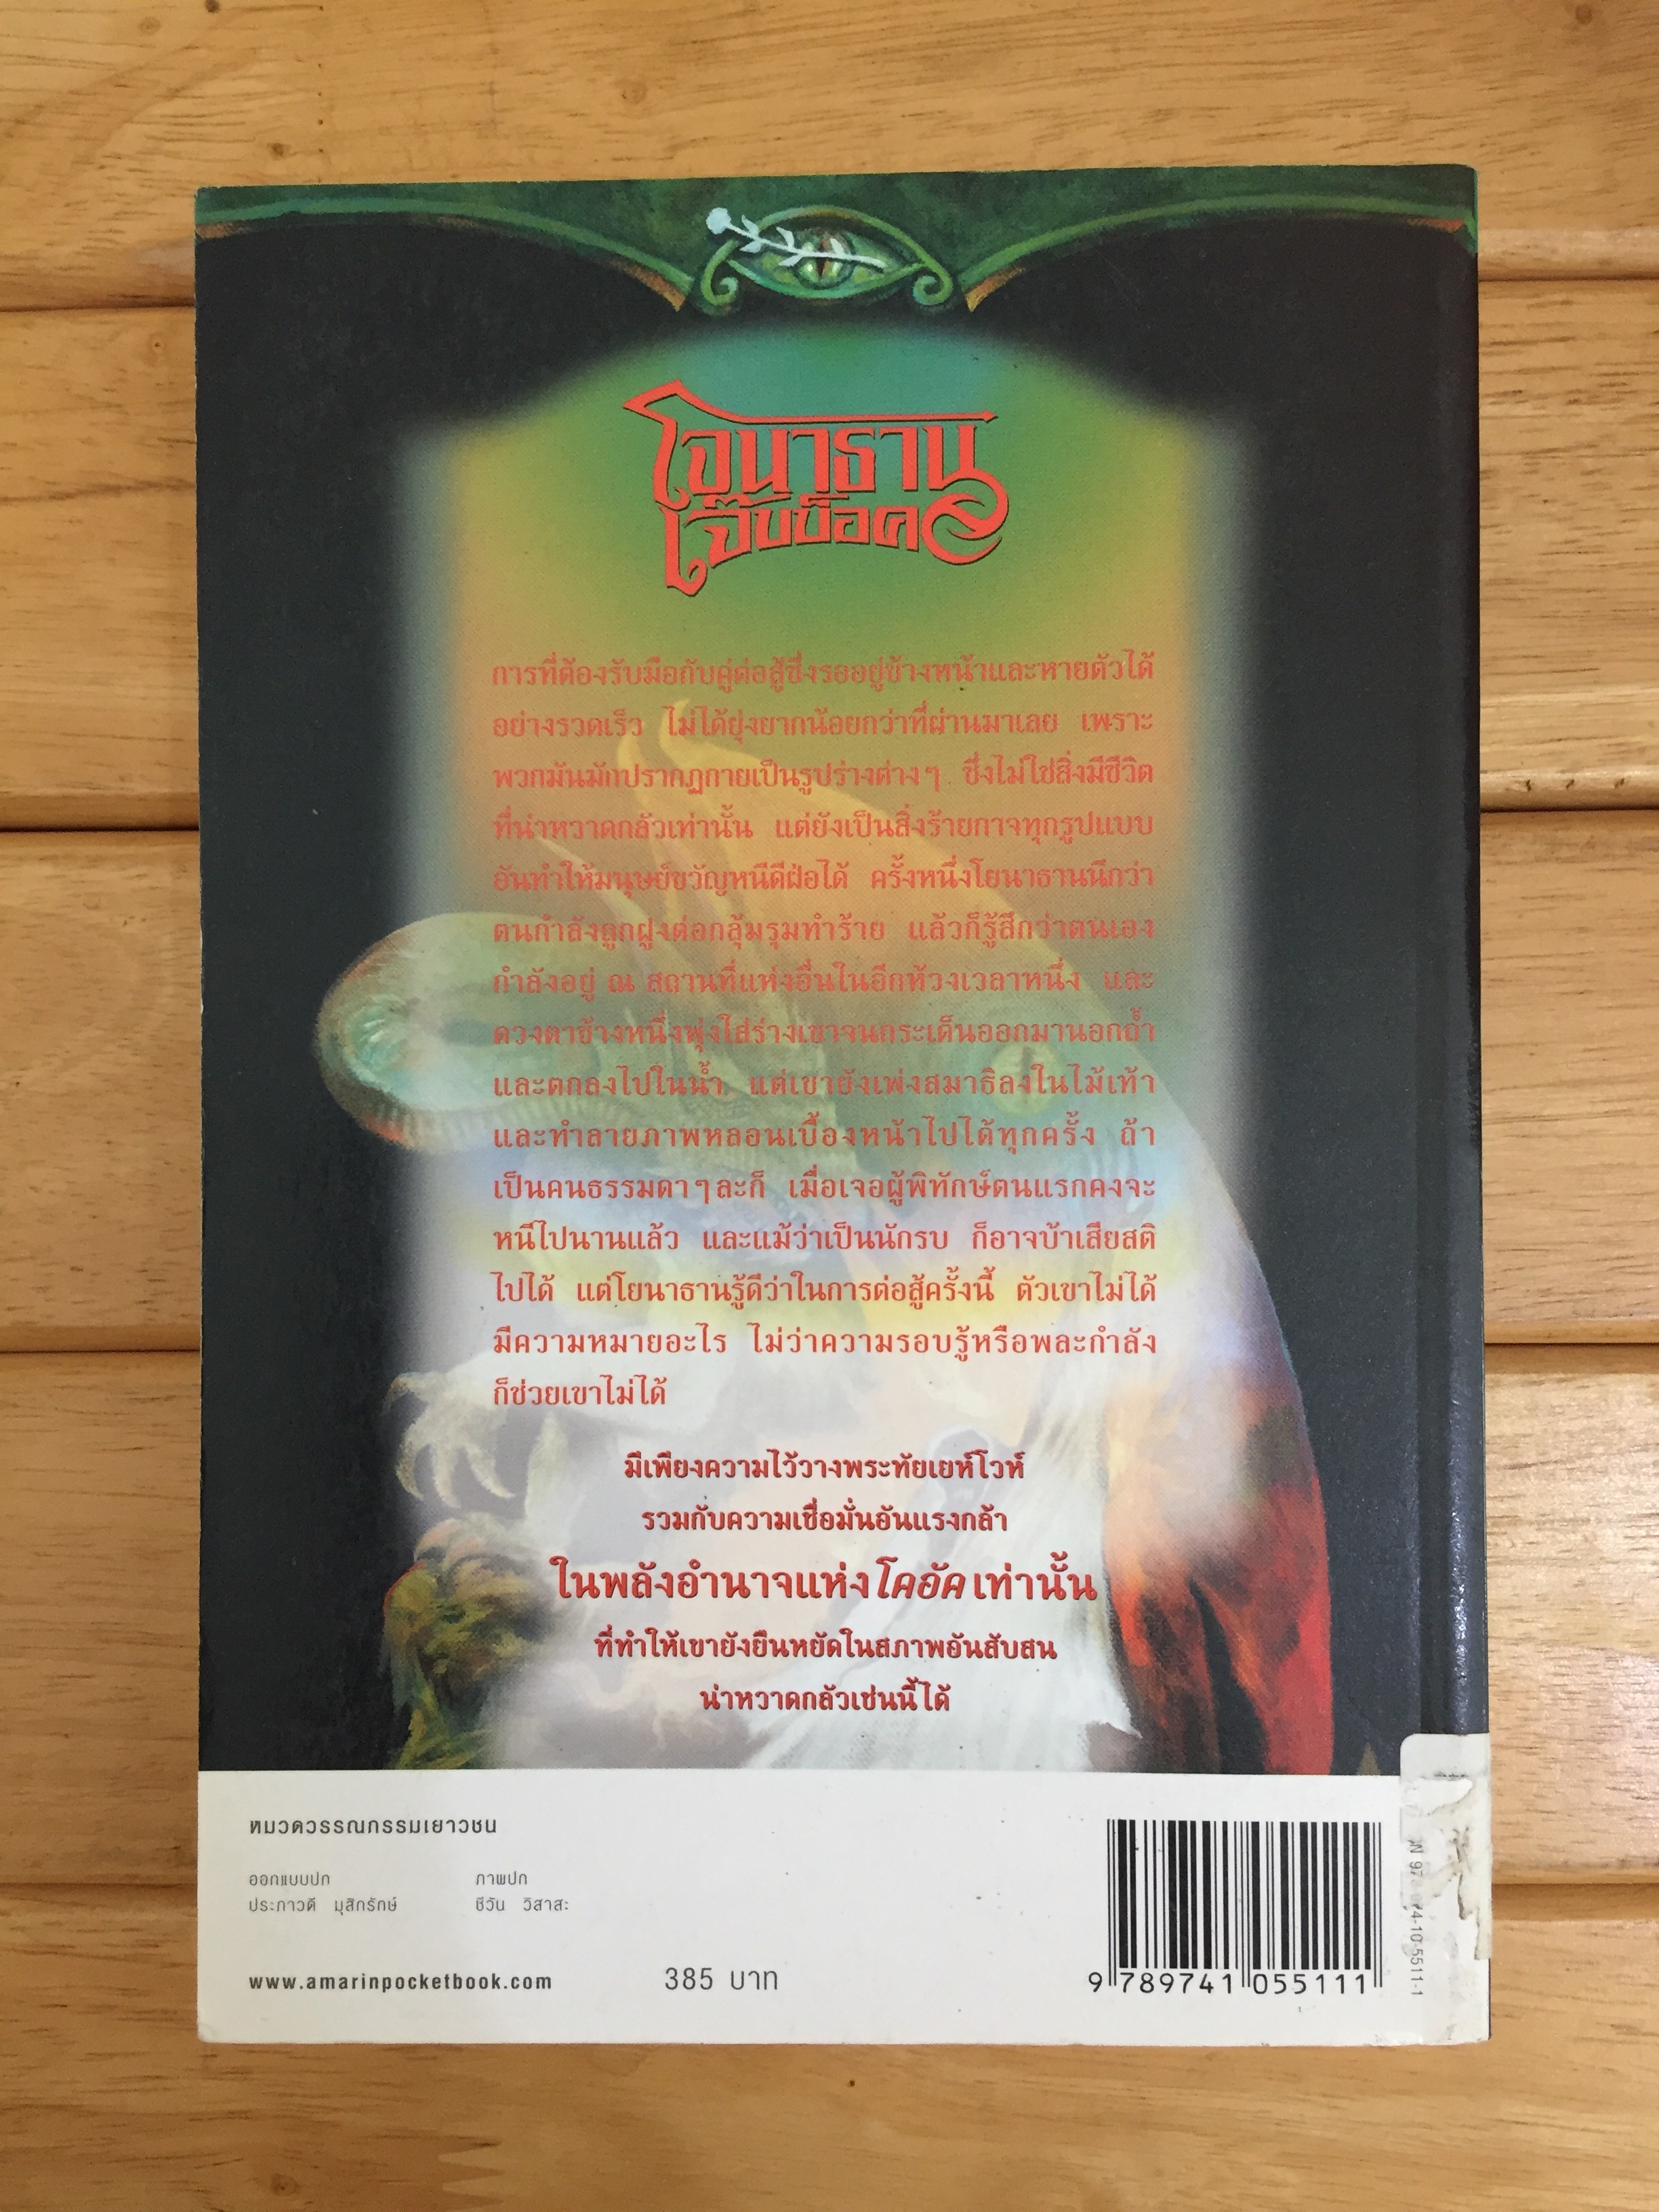 โจนาธาน
เจ๊บบ็อค
การที่ต้องรับมือกับคู่ต่อสู้ซึ่งรออยู่ข้างหน้าและหายตัวได้
อย่างรวดเร็ว ไม่ได้ยุ่งยากน้อยกว่าที่ผ่านมาเลย เพราะ
พวกมันมักปรากฏกายเป็นรูปร่างต่างๆ ซึ่งไม่ใช่สิ่งมีชีวิต
ที่น่าหวาดกลัวเท่านั้น แต่ยังเป็นสิ่งร้ายกาจทุกรูปแบบ
อันทำให้มนุษย์ขวัญหนีดีฝ่อได้ ครั้งหนึ่งโยนาธานนึกว่า
ตนกำลังถูกฝูงต่อกลุ้มรุมทำร้าย แล้วก็รู้สึกว่าตนเอง
กำลังอยู่ ณ สถานที่แห่งอื่นในอีกห้วงเวลาหนึ่ง และ
ดวงตาข้างหนึ่งพุ่งใส่ร่างเขาจนกระเด็นออกมานอกถ้ำ
และตกลงไปในน้ำ แต่เขายังเพ่งสมาธิลงในไม้เท้า
และทำลายภาพหลอนเบื้องหน้าไปได้ทุกครั้ง ถ้า
เป็นคนธรรมดาๆละก็ เมื่อเจอผู้พิทักษ์ตนแรกคงจะ
หนีไปนานแล้ว และแม้ว่าเป็นนักรบ ก็อาจบ้าเสียสติ
ไปได้ แต่โยนาธานรู้ดีว่าในการต่อสู้ครั้งนี้ ตัวเขาไม่ได้
มีความหมายอะไร ไม่ว่าความรอบรู้หรือพละกำลัง
ก็ช่วยเขาไม่ได้
มีเพียงความไว้วางพระทัยเยห์โวห์
รวมกับความเชื่อมั่นอันแรงกล้า
ในพลังอำนาจแห่งโคอัคเท่านั้น
ที่ทำให้เขายังยืนหยัดในสภาพอันสับสน
น่าหวาดกลัวเช่นนี้ได้
หมวดวรรณกรรมเยาวชน
ออกแบบปก ภาพปก
ประภาวดี มุสิกรักษ์ ชีวัน วิสาสะ
www.amarinpocketbook.com 385 บาท
9 789741 055111
74-10-5511-1